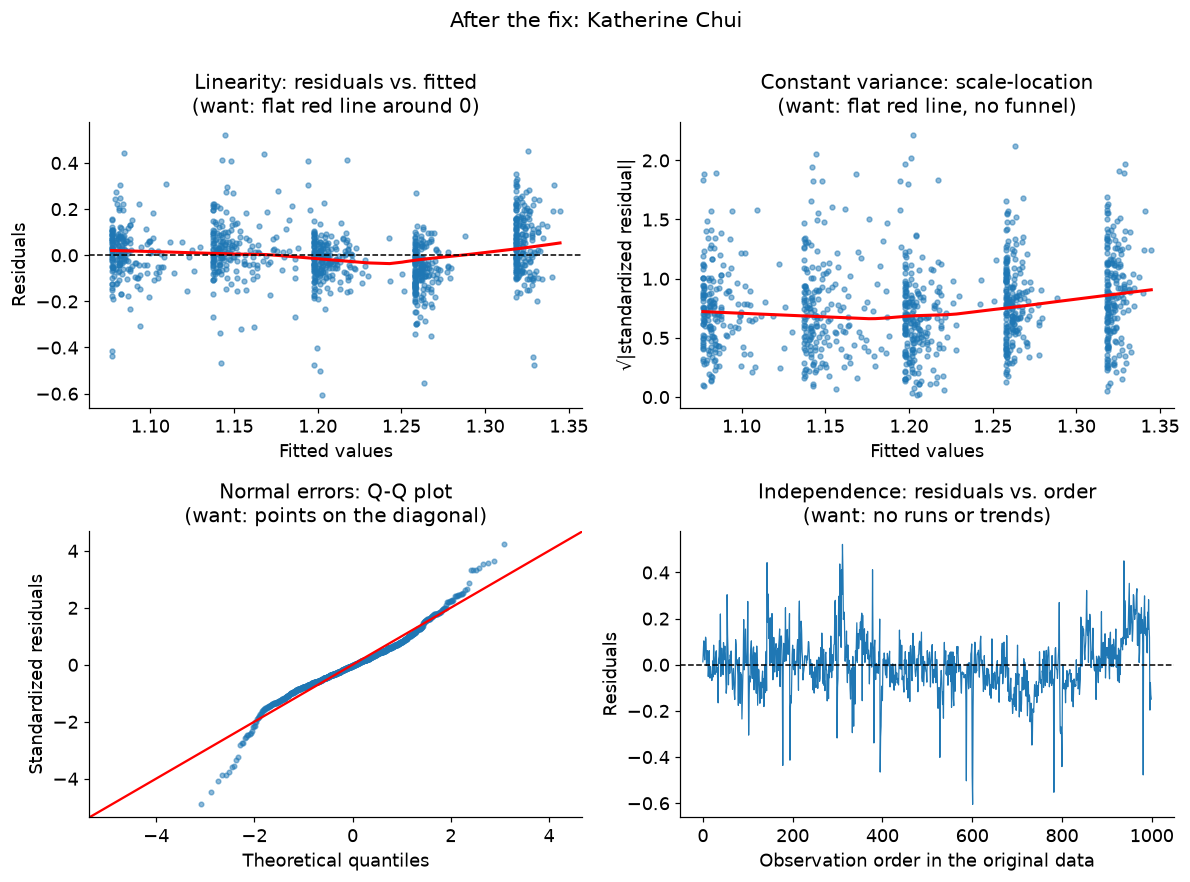 After the fix: Katherine Chui
Linearity: residuals vs. fitted
(want: flat red line around 0)
Residuals
0.4
0.2
0.0
−0.2
−0.4
−0.6
1.10 1.15 1.20 1.25 1.30 1.35
Fitted values
Constant variance: scale-location
(want: flat red line, no funnel)
√|standardized residual|
2.0
1.5
1.0
0.5
0.0
1.10 1.15 1.20 1.25 1.30 1.35
Fitted values
Normal errors: Q-Q plot
(want: points on the diagonal)
Standardized residuals
4
2
0
−2
−4
−4 −2 0 2 4
Theoretical quantiles
Independence: residuals vs. order
(want: no runs or trends)
Residuals
0.4
0.2
0.0
−0.2
−0.4
−0.6
0 200 400 600 800 1000
Observation order in the original data